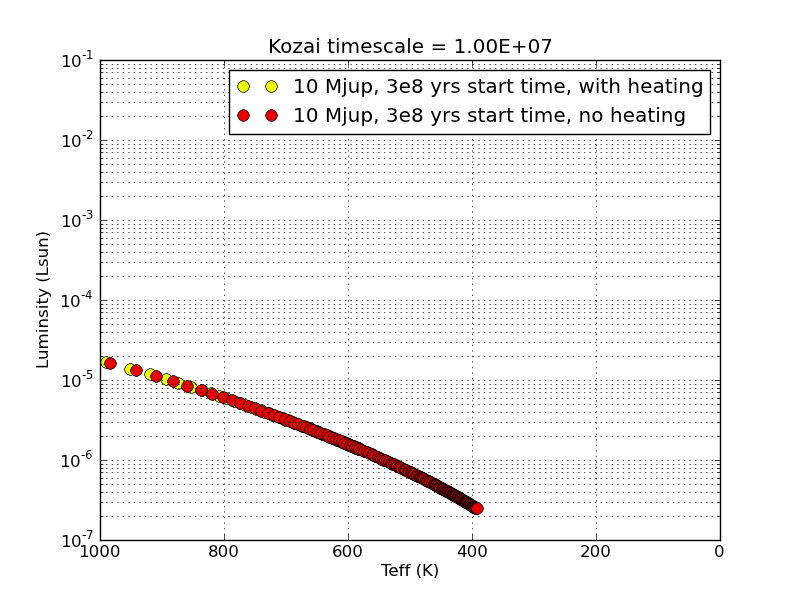 Kozai timescale = 1.00E+07
10 Mjup, 3e8 yrs start time, with heating
10 Mjup, 3e8 yrs start time, no heating
Luminsity (Lsun)
10^-1
10^-2
10^-3
10^-4
10^-5
10^-6
10^-7
1000 800 600 400 200 0
Teff (K)